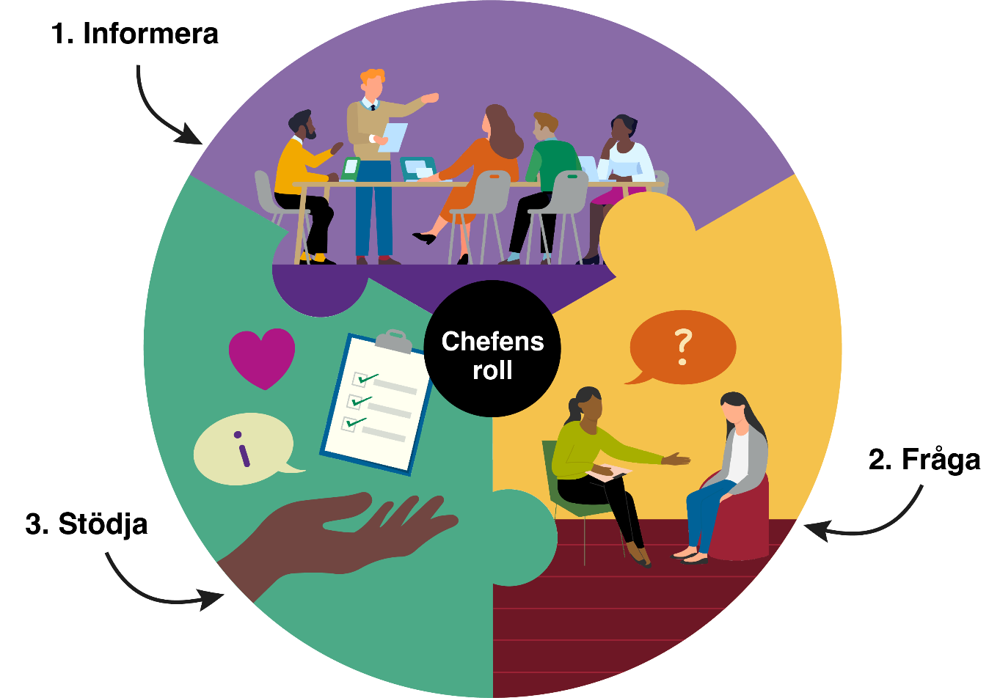 1. Informera
Chefens
roll
?
2. Fråga
i
3. Stödja